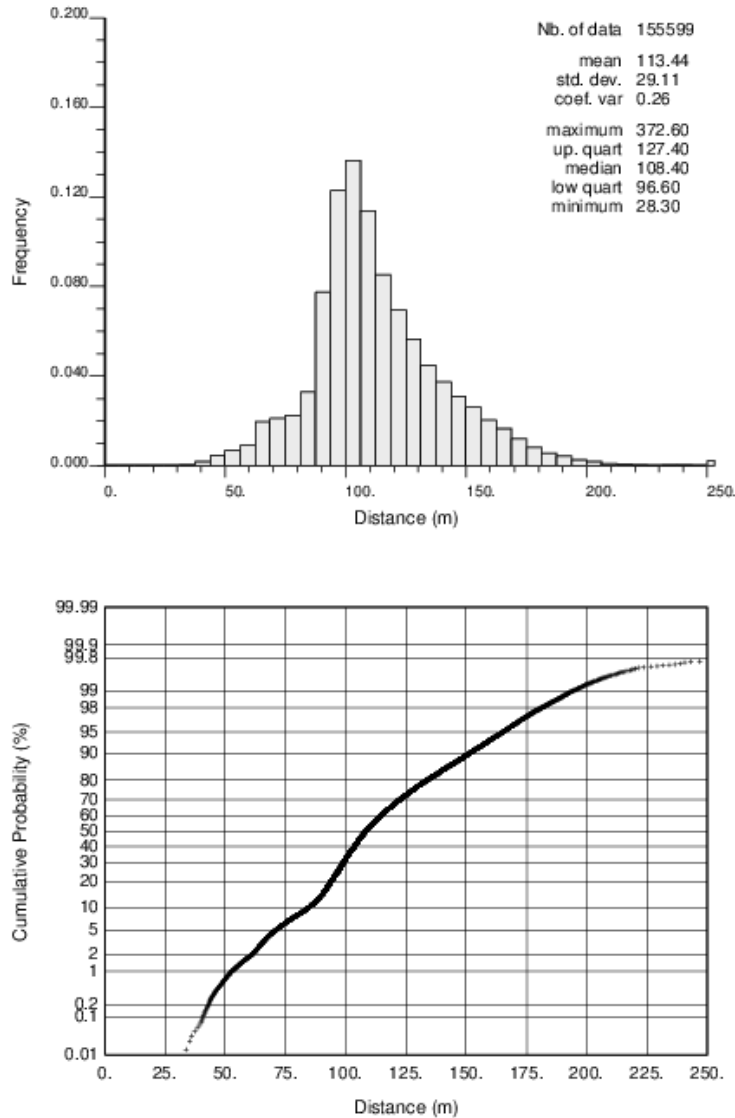 0.200
Nb. of data 155599
mean 113.44
std. dev. 29.11
coef. var 0.26
maximum 372.60
up. quart 127.40
median 108.40
low quart 96.60
minimum 28.30
0.160
0.120
0.080
0.040
0.000
Frequency
0. 50. 100. 150. 200. 250.
Distance (m)
99.99
99.9
99.8
99
98
95
90
80
70
60
50
40
30
20
10
5
2
1
0.2
0.1
0.01
Cumulative Probability (%)
0. 25. 50. 75. 100. 125. 150. 175. 200. 225. 250.
Distance (m)